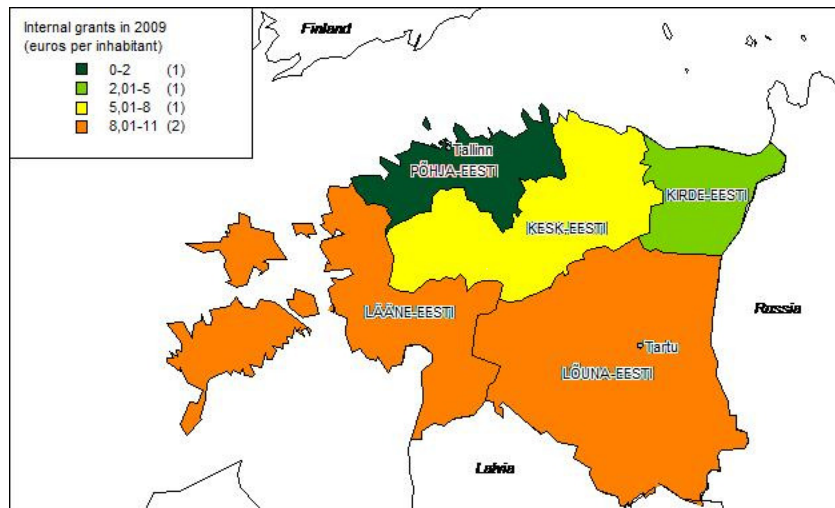 Internal grants in 2009
(euros per inhabitant)
0-2 (1)
2,01-5 (1)
5,01-8 (1)
8,01-11 (2)
Finland
Tallinn
PÕHJA-EESTI
KIRDE-EESTI
KESK-EESTI
LÄÄNE-EESTI
Russia
Tartu
LÕUNA-EESTI
Latvia